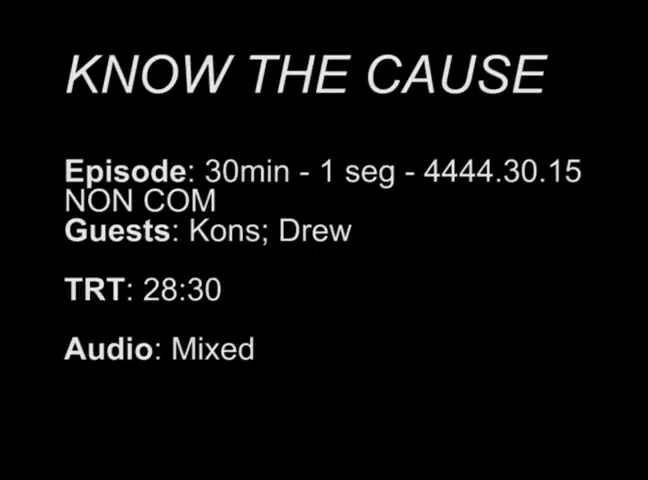 KNOW THE CAUSE
Episode: 30min - 1 seg - 4444.30.15
NON COM
Guests: Kons; Drew
TRT: 28:30
Audio: Mixed